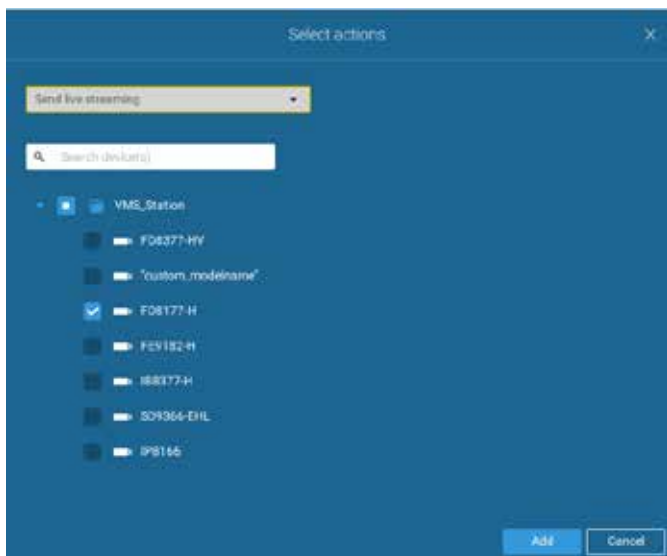 Select actions
Send live streaming
Search device(s)
VMS_Station
FD8377-HV
"custom_modelname"
FD8177-H
FE9182-H
IB8377-H
SD9366-EHL
IP8166
Add
Cancel